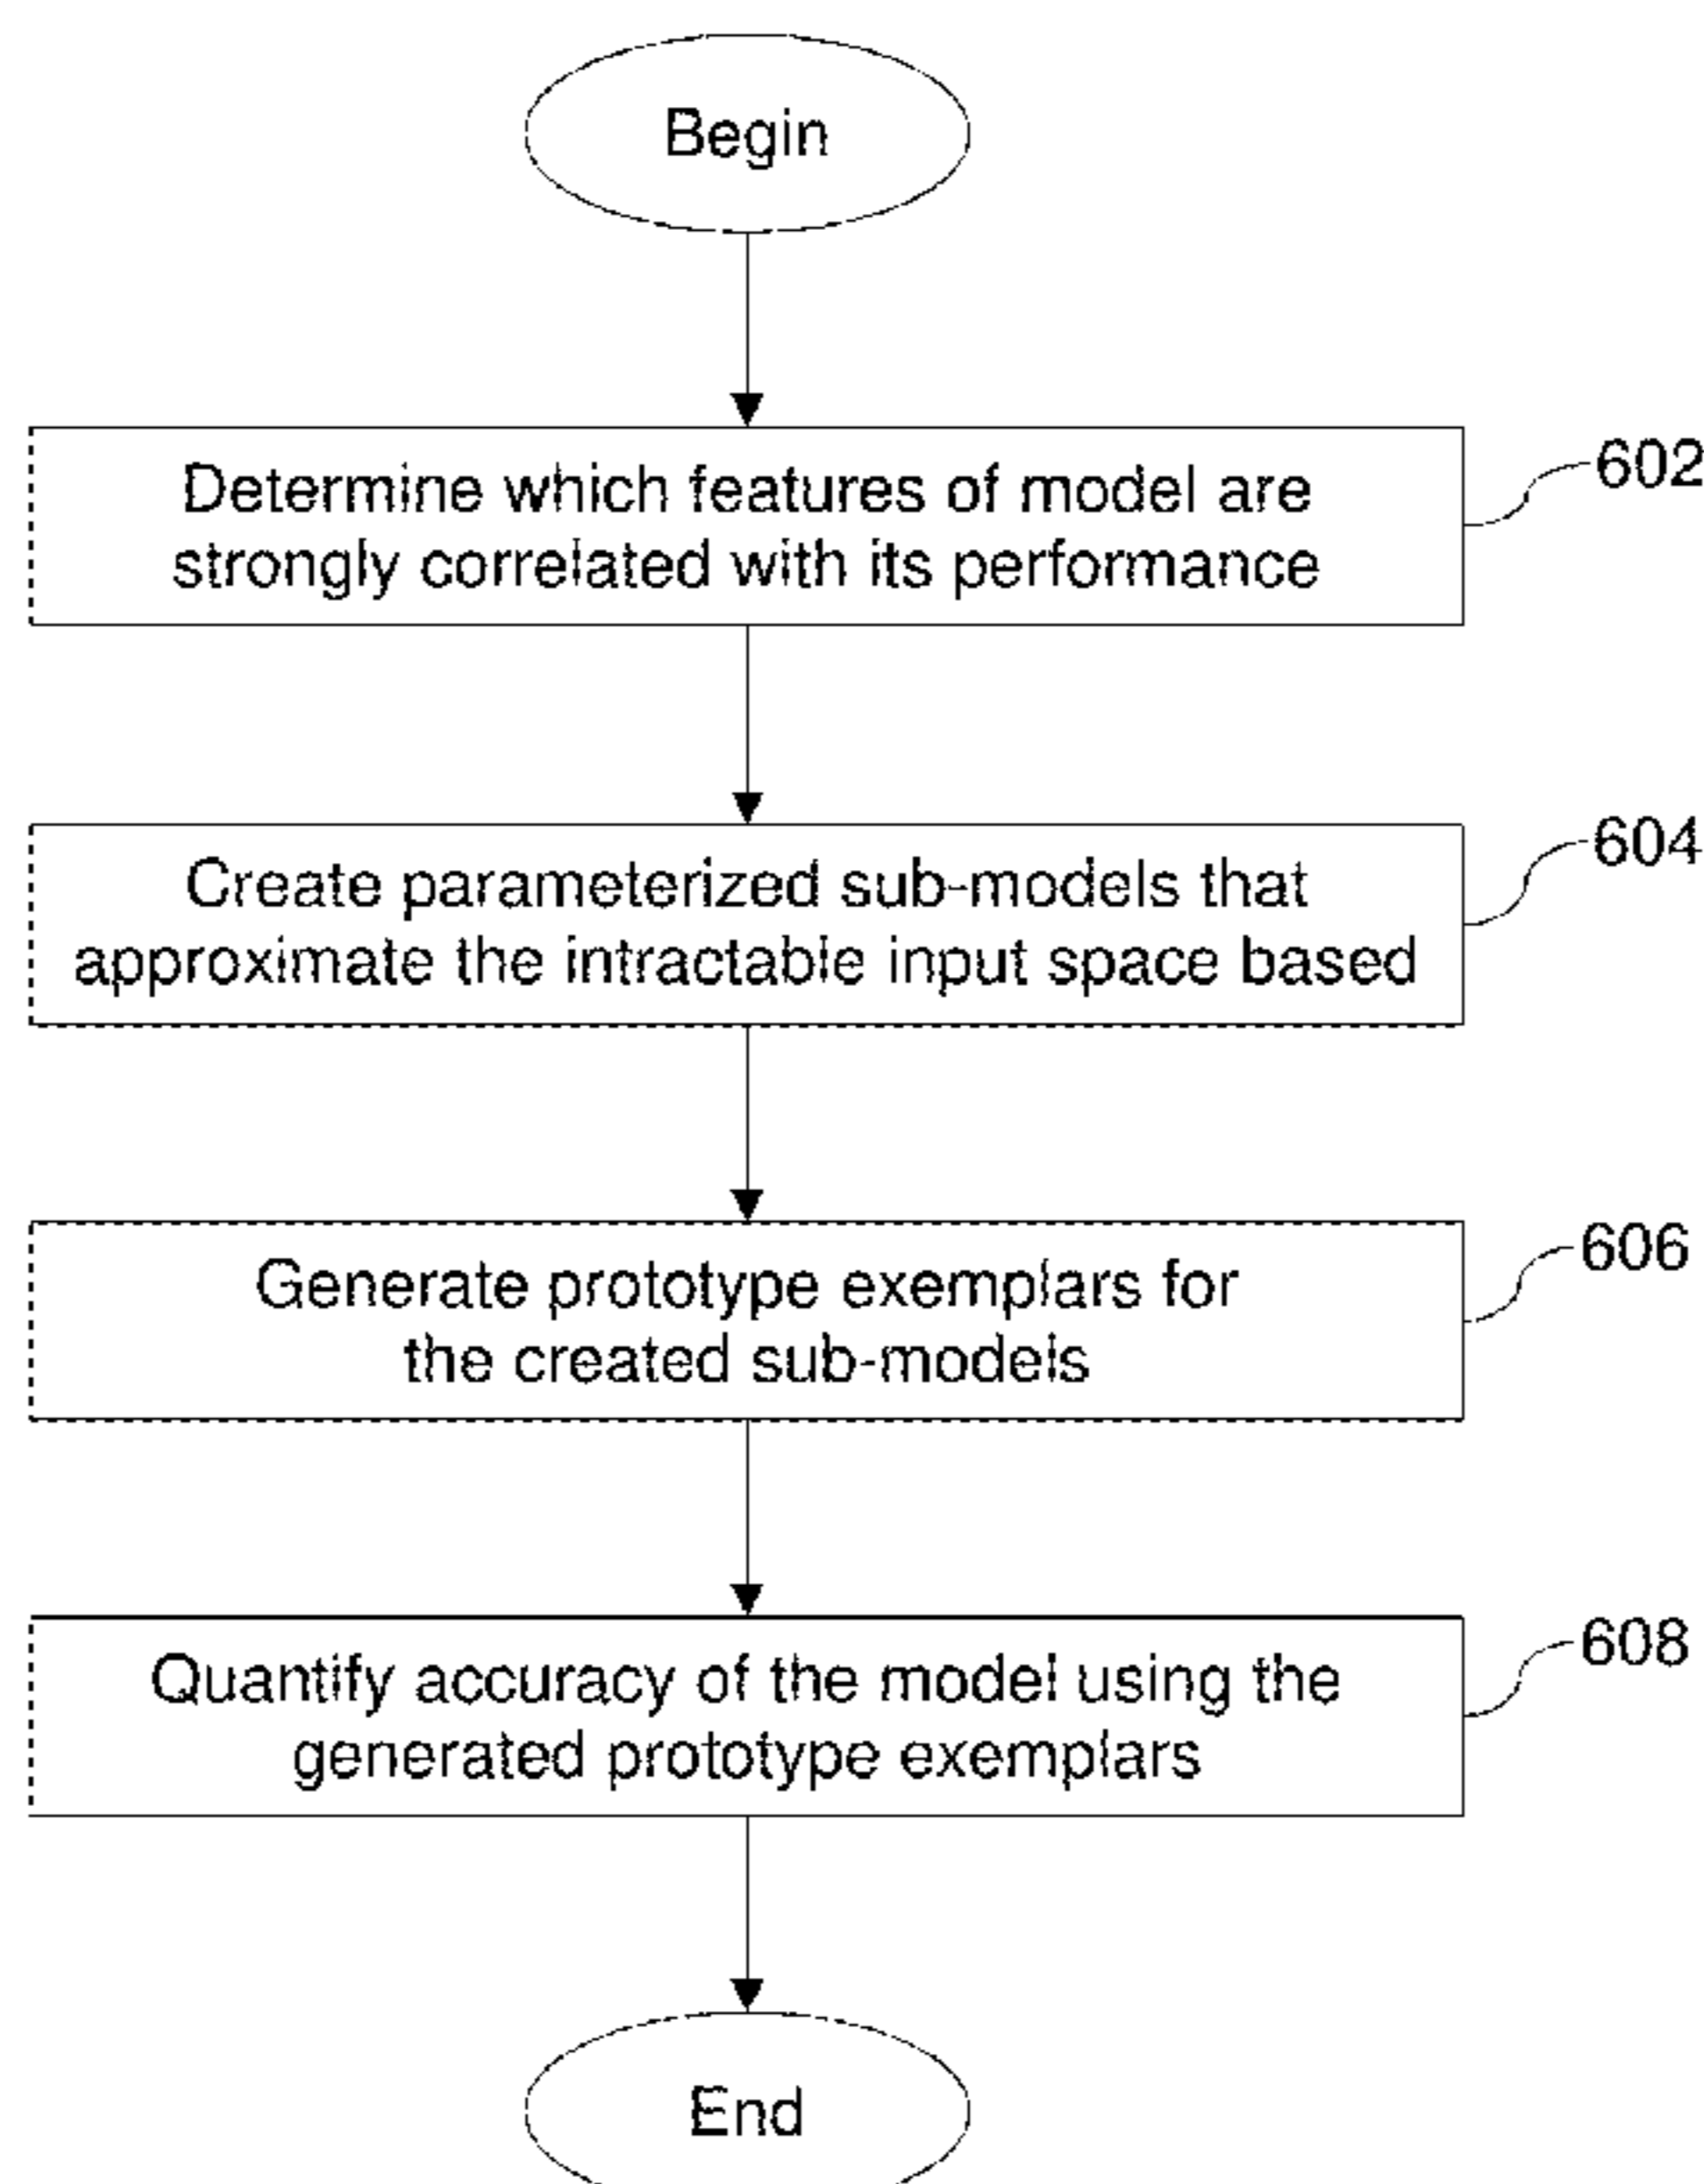 Begin
Determine which features of model are
strongly correlated with its performance
602
Create parameterized sub-models that
approximate the intractable input space based
604
Generate prototype exemplars for
the created sub-models
606
Quantify accuracy of the model using the
generated prototype exemplars
608
End